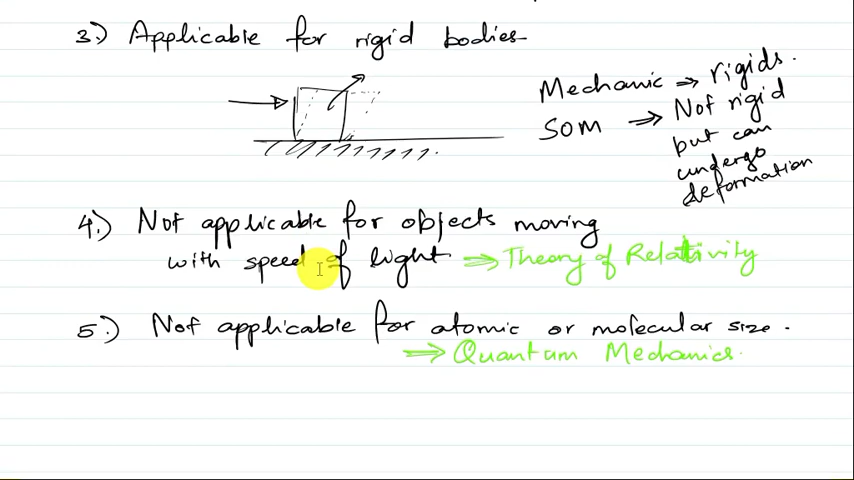 3.) Applicable for rigid bodies
Mechanic ⇒ rigids.
SOM ⇒ Not rigid
but can
undergo
deformation
4.) Not applicable for objects moving
with speed of light ⇒ Theory of Relativity
5.) Not applicable for atomic or molecular size.
⇒ Quantum Mechanics.